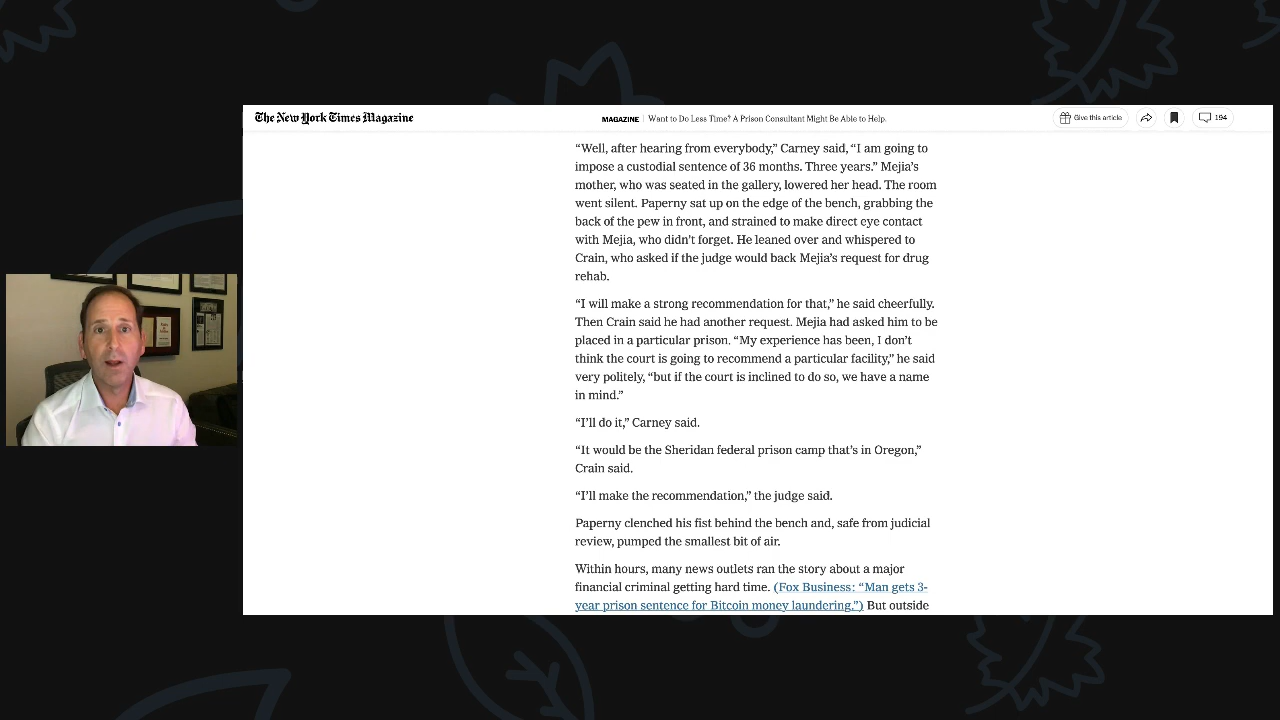 The New York Times Magazine
MAGAZINE | Want to Do Less Time? A Prison Consultant Might Be Able to Help.
Give this article
194
“Well, after hearing from everybody,” Carney said, “I am going to
impose a custodial sentence of 36 months. Three years.” Mejia’s
mother, who was seated in the gallery, lowered her head. The room
went silent. Paperny sat up on the edge of the bench, grabbing the
back of the pew in front, and strained to make direct eye contact
with Mejia, who didn’t forget. He leaned over and whispered to
Crain, who asked if the judge would back Mejia’s request for drug
rehab.
“I will make a strong recommendation for that,” he said cheerfully.
Then Crain said he had another request. Mejia had asked him to be
placed in a particular prison. “My experience has been, I don’t
think the court is going to recommend a particular facility,” he said
very politely, “but if the court is inclined to do so, we have a name
in mind.”
“I’ll do it,” Carney said.
“It would be the Sheridan federal prison camp that’s in Oregon,”
Crain said.
“I’ll make the recommendation,” the judge said.
Paperny clenched his fist behind the bench and, safe from judicial
review, pumped the smallest bit of air.
Within hours, many news outlets ran the story about a major
financial criminal getting hard time. (Fox Business: “Man gets 3-
year prison sentence for Bitcoin money laundering.”) But outside